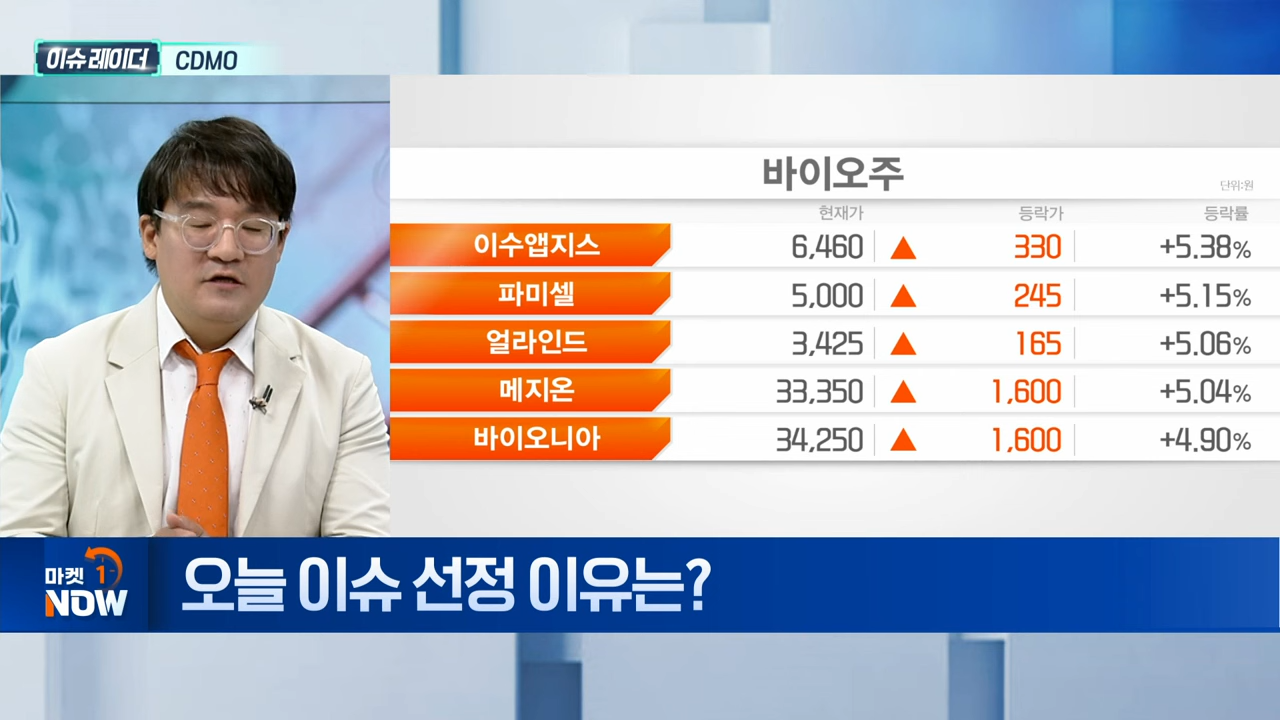 이슈레이더 CDMO
바이오주
단위:원
현재가 등락가 등락률
이수앱지스 6,460 ▲ 330 +5.38%
파미셀 5,000 ▲ 245 +5.15%
얼라인드 3,425 ▲ 165 +5.06%
메지온 33,350 ▲ 1,600 +5.04%
바이오니아 34,250 ▲ 1,600 +4.90%
마켓 1
NOW
오늘 이슈 선정 이유는?